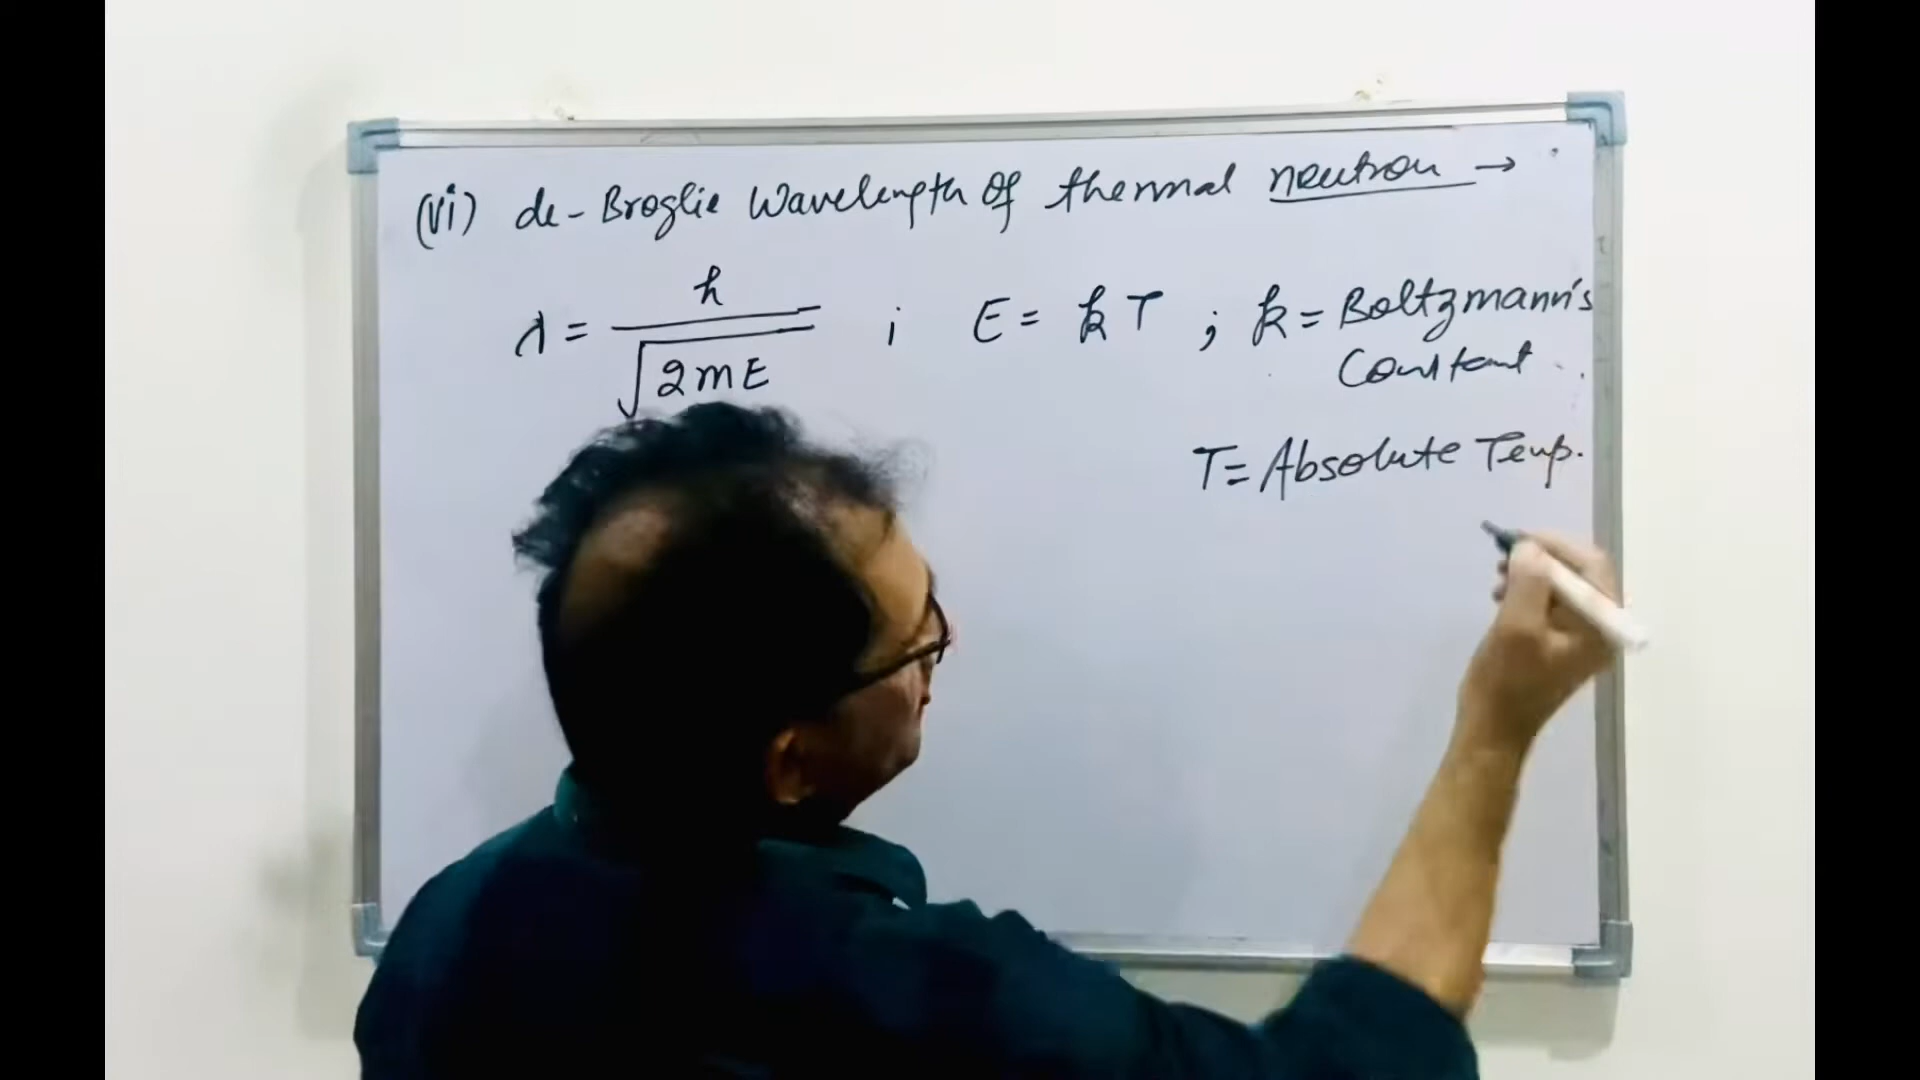 (vi) de-Broglie Wavelength of thermal neutron →
λ = h / √2mE ; E = kT ; k = Boltzmann's
Constant.
T = Absolute Temp.